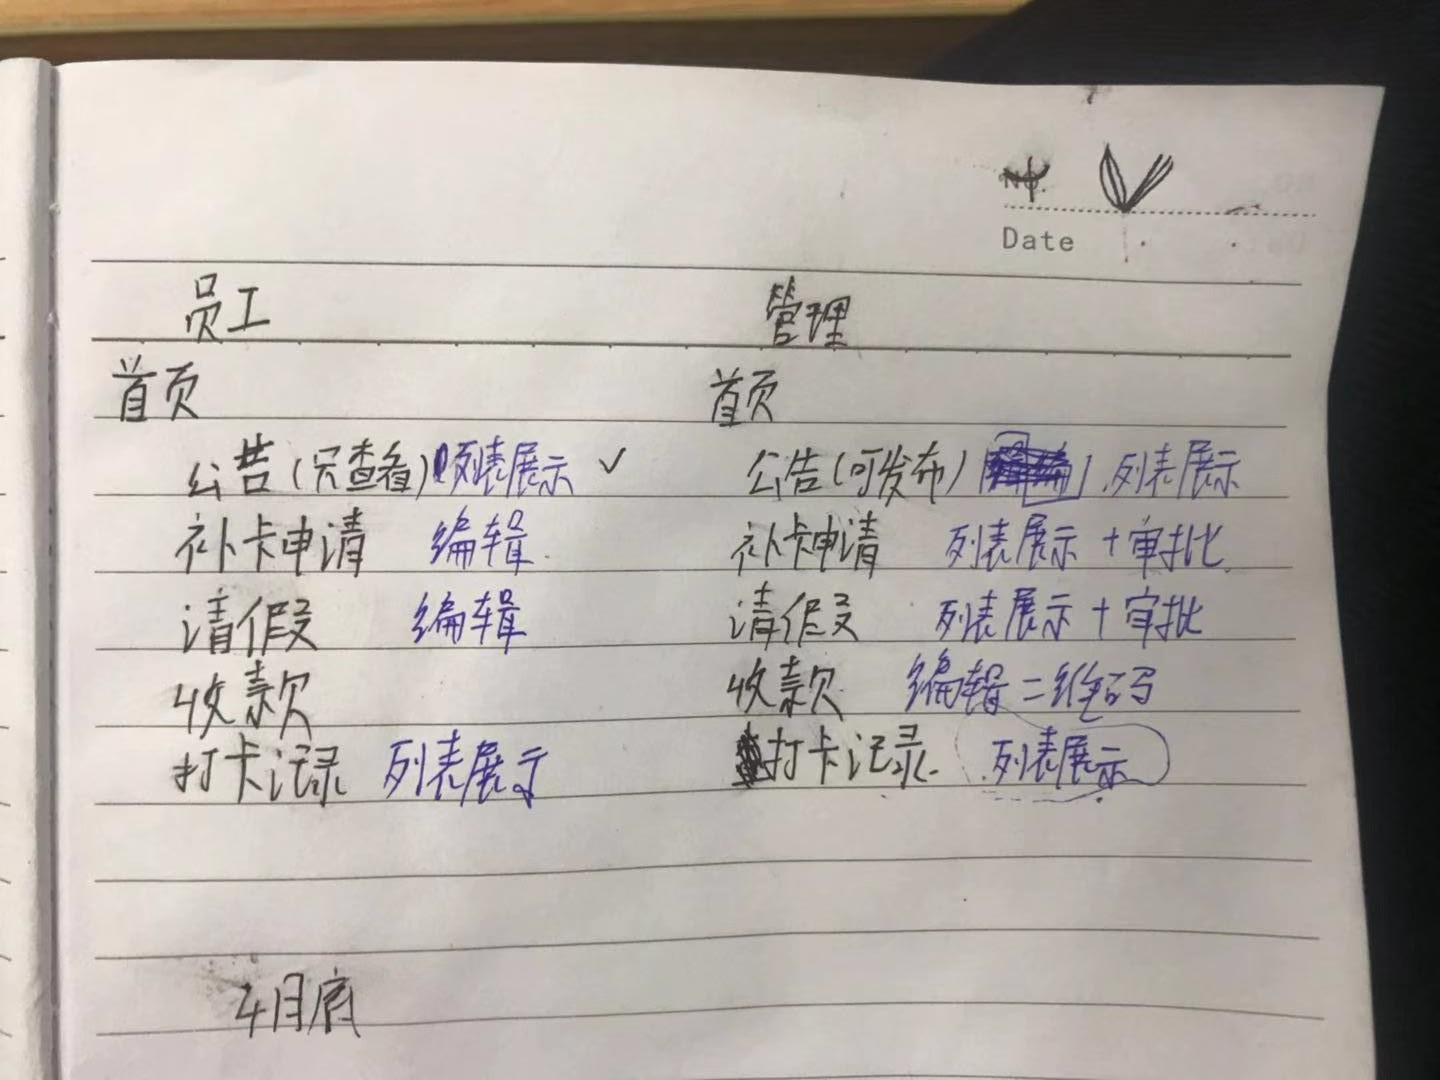 No.
Date
员工 管理
首页 首页
公告(只查看) 列表展示 ✓ 公告(可发布) 列表展示
补卡申请 编辑 补卡申请 列表展示+审批
请假 编辑 请假 列表展示+审批
收款 收款 编辑二维码
打卡记录 列表展示 打卡记录 列表展示
4月底